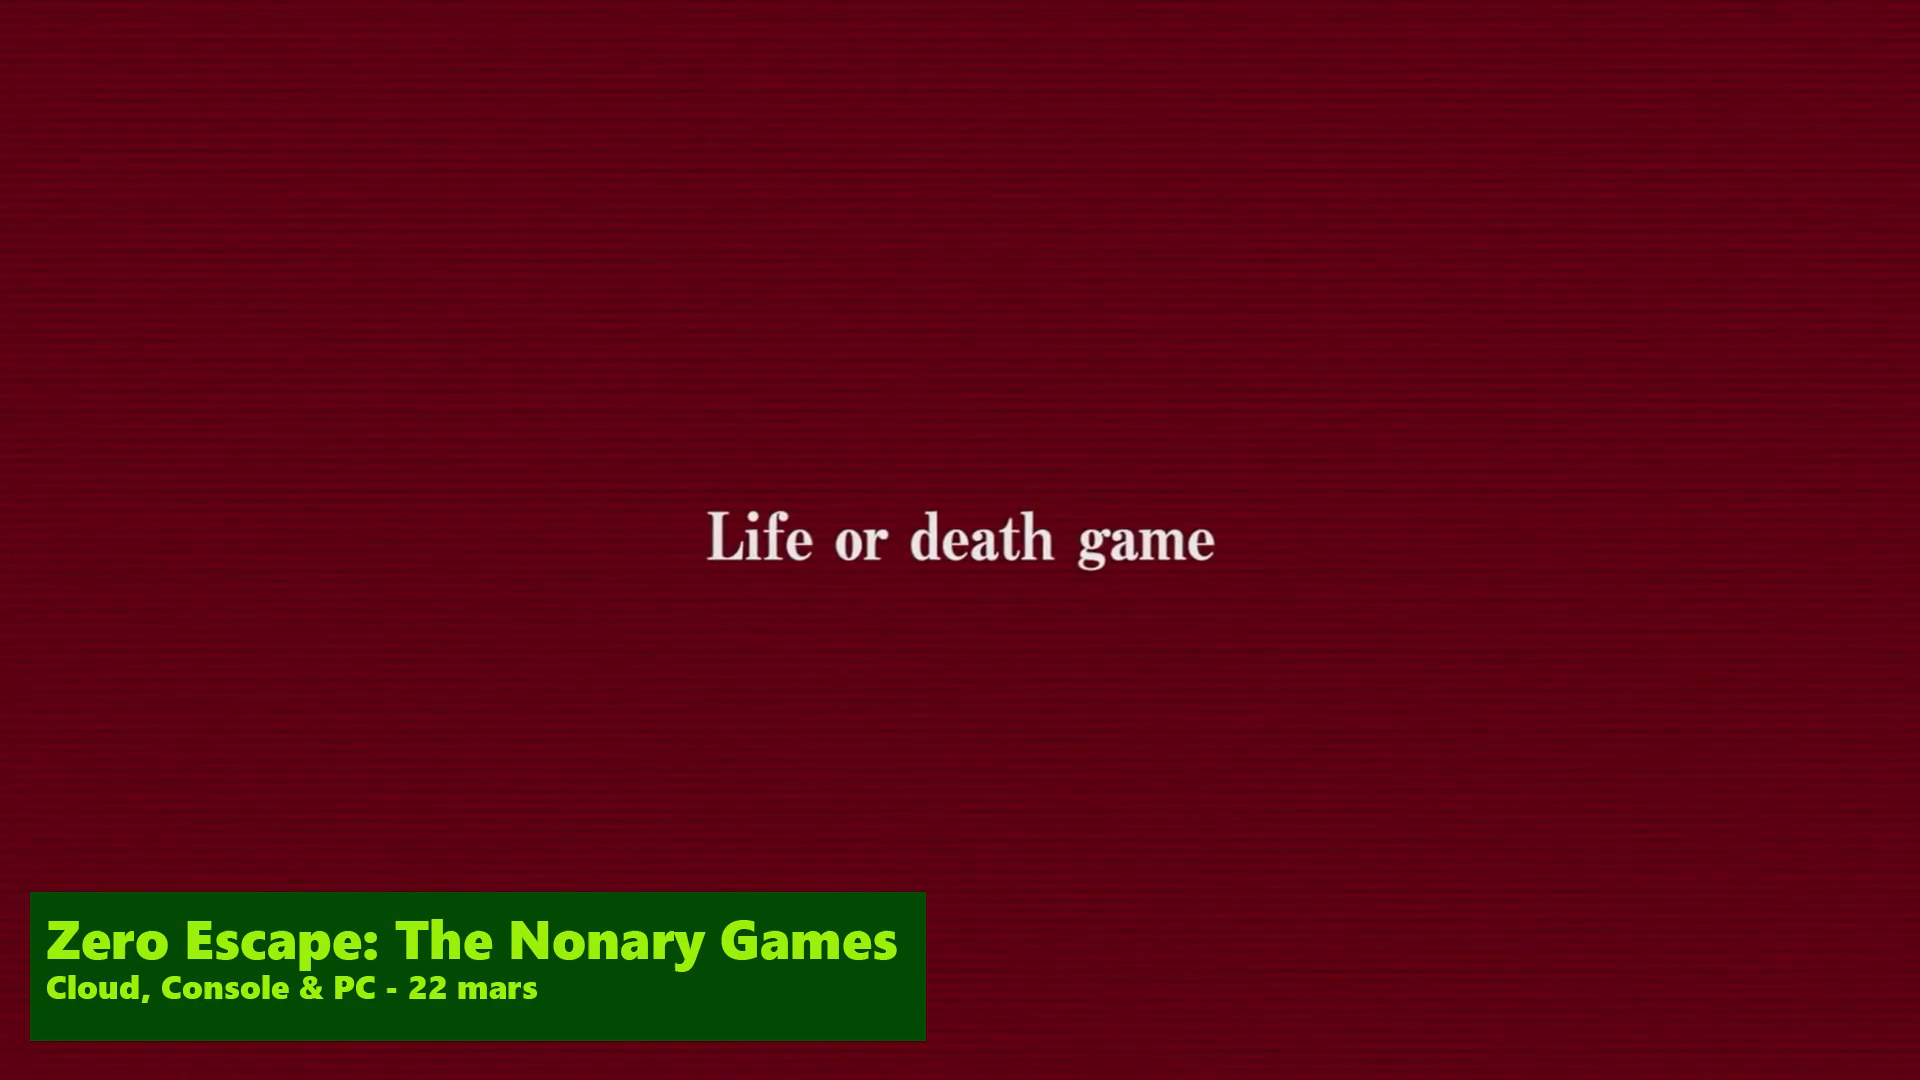 Life or death game
Zero Escape: The Nonary Games
Cloud, Console & PC - 22 mars